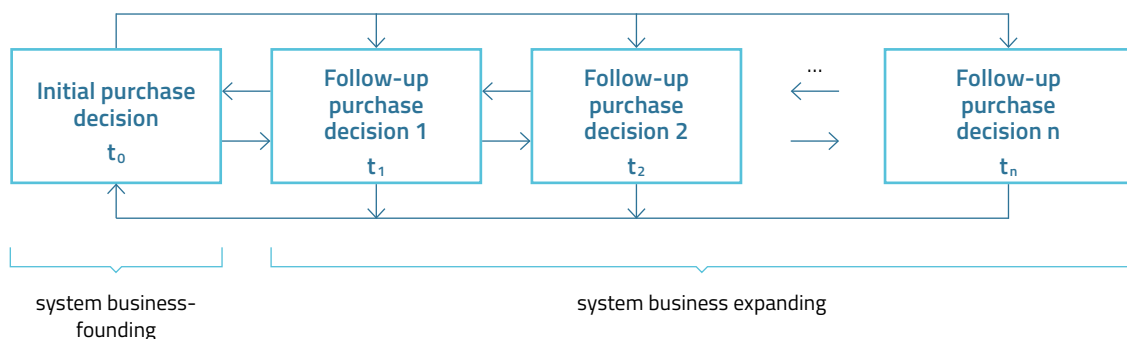 Initial purchase
decision
t₀
Follow-up
purchase
decision 1
t₁
Follow-up
purchase
decision 2
t₂
...
Follow-up
purchase
decision n
tₙ
system business-
founding
system business expanding